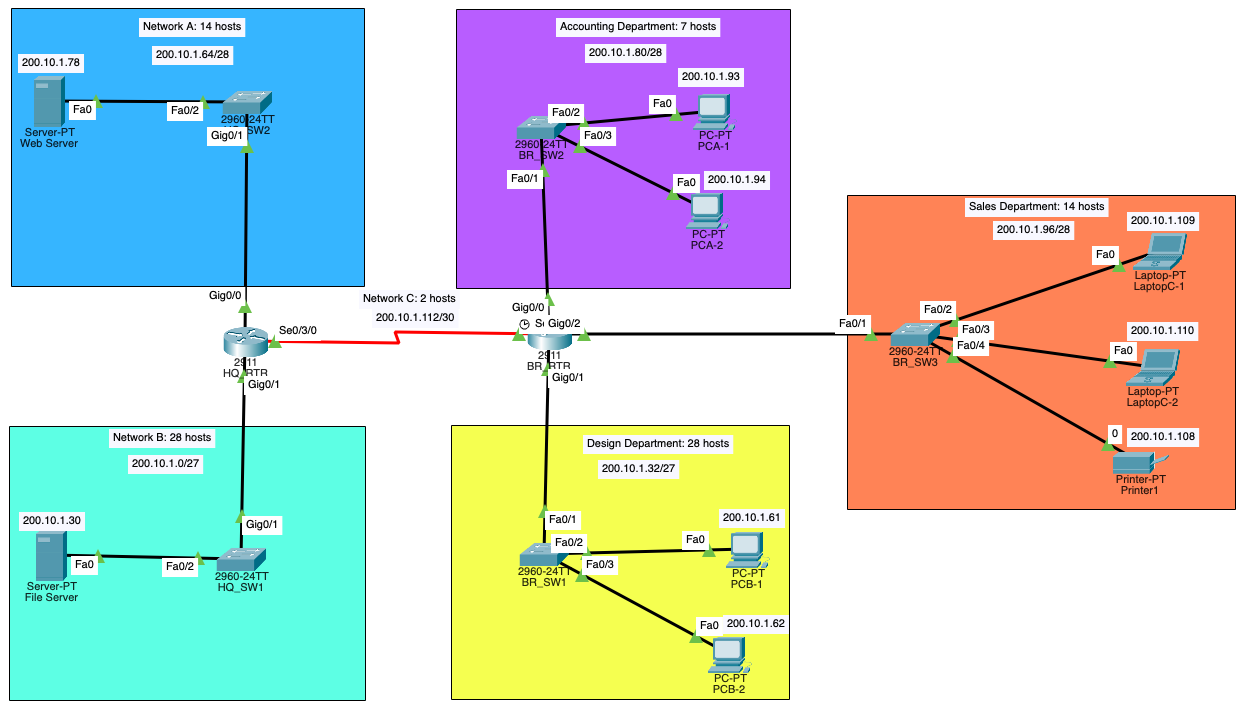 Network A: 14 hosts
200.10.1.64/28
200.10.1.78
Fa0
Fa0/2
2960-24TT
SW2
Gig0/1
Server-PT
Web Server
Accounting Department: 7 hosts
200.10.1.80/28
200.10.1.93
Fa0
Fa0/2
Fa0/3
2960-24TT
BR_SW2
Fa0/1
PC-PT
PCA-1
Fa0
200.10.1.94
PC-PT
PCA-2
Sales Department: 14 hosts
200.10.1.96/28
200.10.1.109
Fa0
Laptop-PT
LaptopC-1
Fa0/1
Fa0/2
Fa0/3
Fa0/4
2960-24TT
BR_SW3
200.10.1.110
Fa0
Laptop-PT
LaptopC-2
0
200.10.1.108
Printer-PT
Printer1
Gig0/0
Se0/3/0
2911
HQ_RTR
Gig0/1
Network C: 2 hosts
200.10.1.112/30
Gig0/0
Gig0/2
2911
BR_RTR
Gig0/1
Network B: 28 hosts
200.10.1.0/27
200.10.1.30
Fa0
Fa0/2
Gig0/1
2960-24TT
HQ_SW1
Server-PT
File Server
Design Department: 28 hosts
200.10.1.32/27
Fa0/1
Fa0/2
Fa0/3
2960-24TT
BR_SW1
200.10.1.61
Fa0
PC-PT
PCB-1
Fa0
200.10.1.62
PC-PT
PCB-2